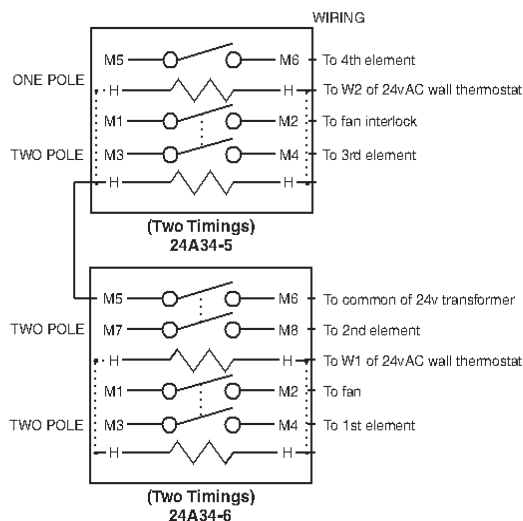 WIRING
M5 M6 To 4th element
ONE POLE
H H To W2 of 24vAC wall thermostat
M1 M2 To fan interlock
TWO POLE M3 M4 To 3rd element
H H
(Two Timings)
24A34-5
M5 M6 To common of 24v transformer
TWO POLE M7 M8 To 2nd element
H H To W1 of 24vAC wall thermostat
M1 M2 To fan
TWO POLE M3 M4 To 1st element
H H
(Two Timings)
24A34-6